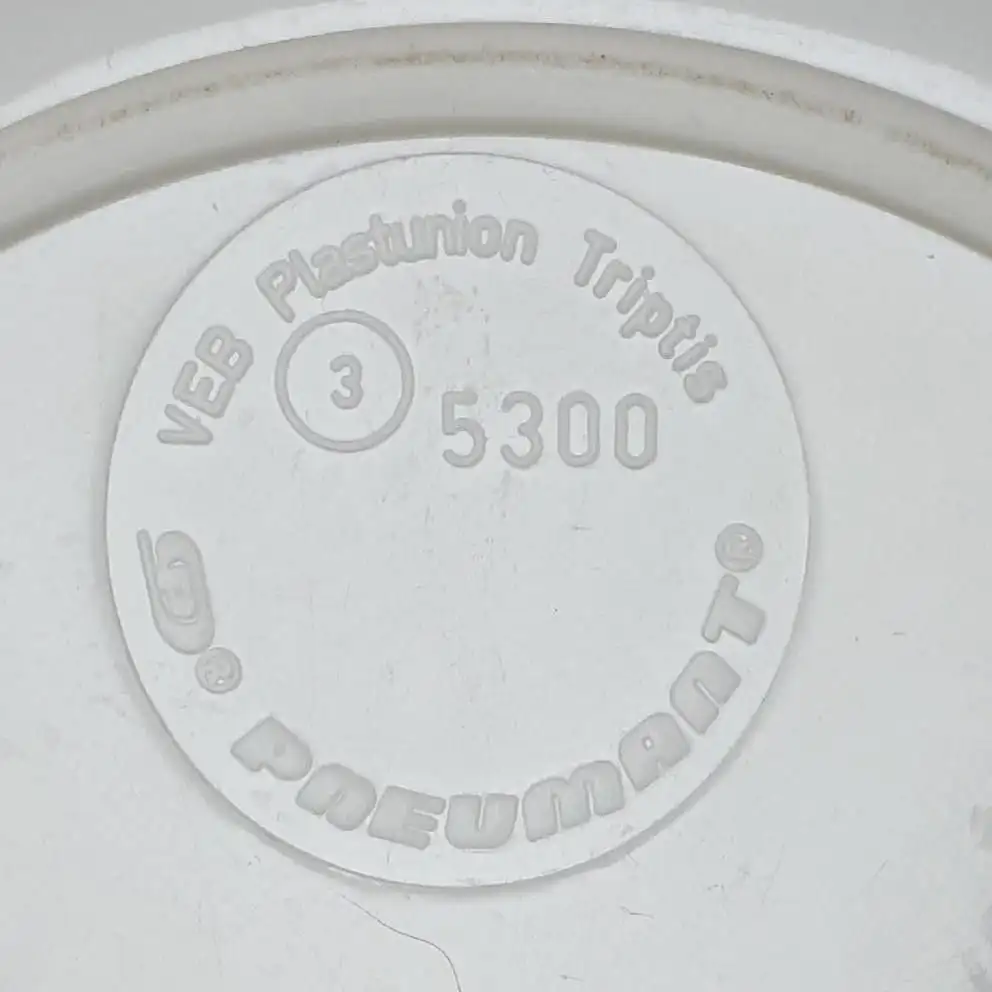 VEB Plastunion Triptis
3
5300
® PNEUMANT®